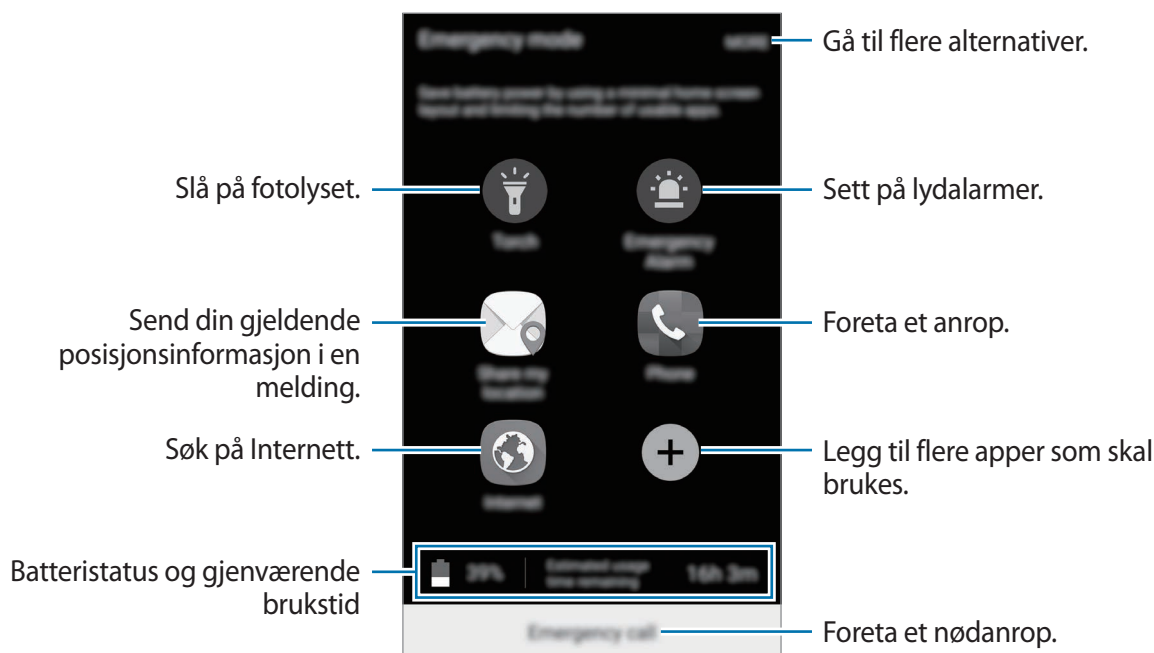 Emergency mode
MORE
Gå til flere alternativer.
Save battery power by using a minimal home screen
layout and limiting the number of usable apps.
Slå på fotolyset.
Sett på lydalarmer.
Torch
Emergency
Alarm
Send din gjeldende
posisjonsinformasjon i en
melding.
Foreta et anrop.
Share my
location
Phone
Søk på Internett.
Legg til flere apper som skal
brukes.
Internet
Batteristatus og gjenværende
brukstid
39%
Estimated usage
time remaining
16h 3m
Emergency call
Foreta et nødanrop.